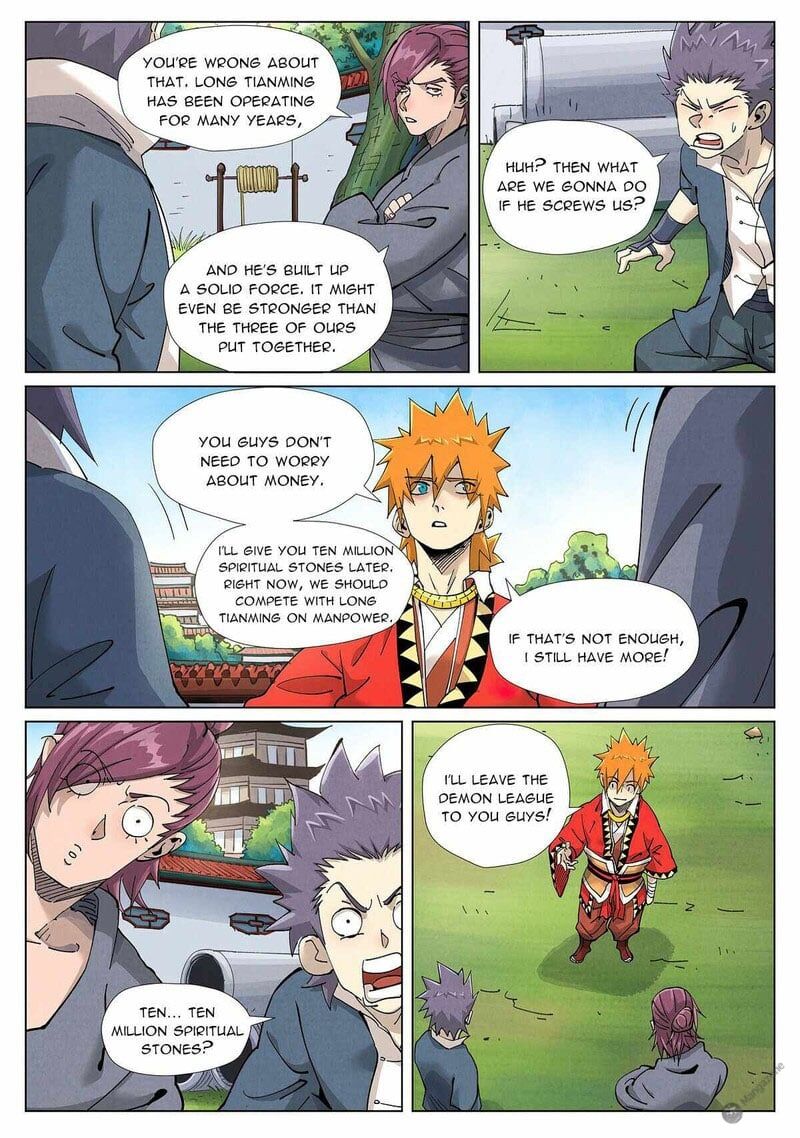 YOU'RE WRONG ABOUT
THAT. LONG TIANMING
HAS BEEN OPERATING
FOR MANY YEARS,
AND HE'S BUILT UP
A SOLID FORCE. IT MIGHT
EVEN BE STRONGER THAN
THE THREE OF OURS
PUT TOGETHER.
HUH? THEN WHAT
ARE WE GONNA DO
IF HE SCREWS US?
YOU GUYS DON'T
NEED TO WORRY
ABOUT MONEY.
I'LL GIVE YOU TEN MILLION
SPIRITUAL STONES LATER.
RIGHT NOW, WE SHOULD
COMPETE WITH LONG
TIANMING ON MANPOWER.
IF THAT'S NOT ENOUGH,
I STILL HAVE MORE!
TEN... TEN
MILLION SPIRITUAL
STONES?
I'LL LEAVE THE
DEMON LEAGUE
TO YOU GUYS!